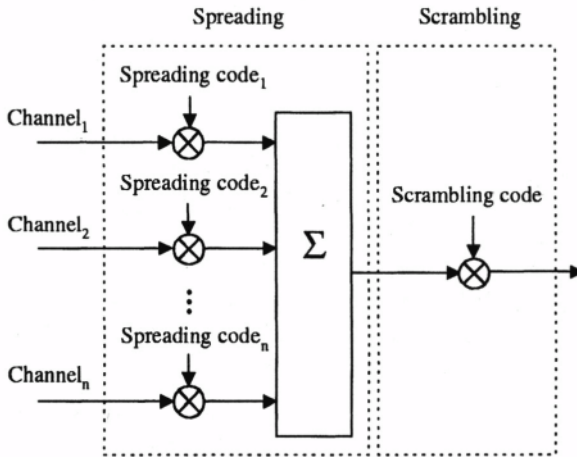 Spreading
Scrambling
Spreading code₁
Channel₁
Spreading code₂
Scrambling code
Channel₂
Σ
Spreading codeₙ
Channelₙ